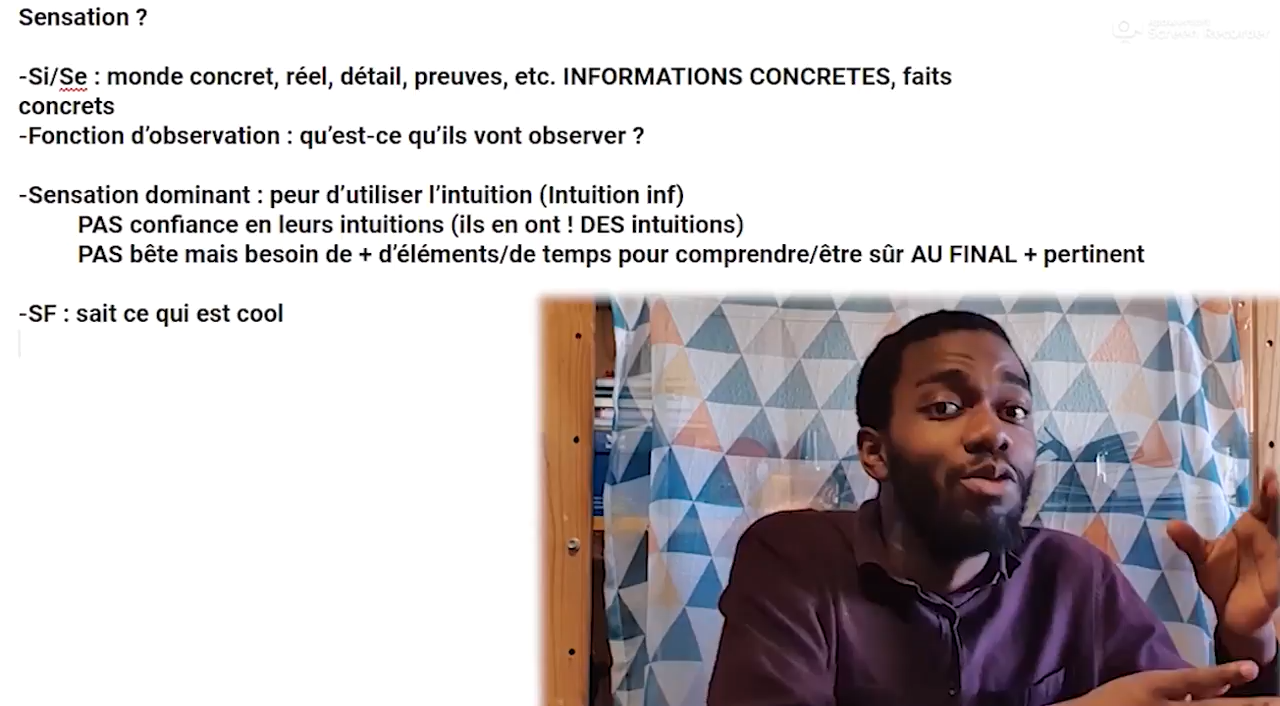 Sensation ?
-Si/Se : monde concret, réel, détail, preuves, etc. INFORMATIONS CONCRETES, faits
concrets
-Fonction d’observation : qu’est-ce qu’ils vont observer ?
-Sensation dominant : peur d’utiliser l’intuition (Intuition inf)
PAS confiance en leurs intuitions (ils en ont ! DES intuitions)
PAS bête mais besoin de + d’éléments/de temps pour comprendre/être sûr AU FINAL + pertinent
-SF : sait ce qui est cool
Screen Recorder